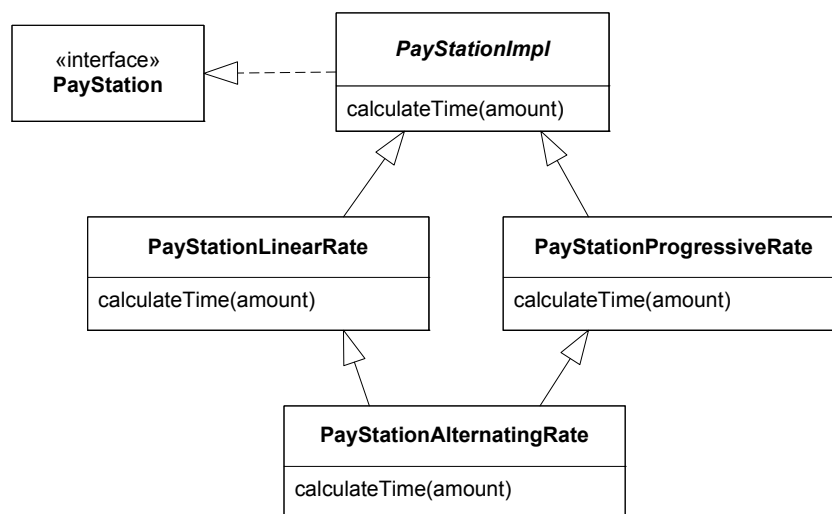 «interface»
PayStation
PayStationImpl
calculateTime(amount)
PayStationLinearRate
calculateTime(amount)
PayStationProgressiveRate
calculateTime(amount)
PayStationAlternatingRate
calculateTime(amount)